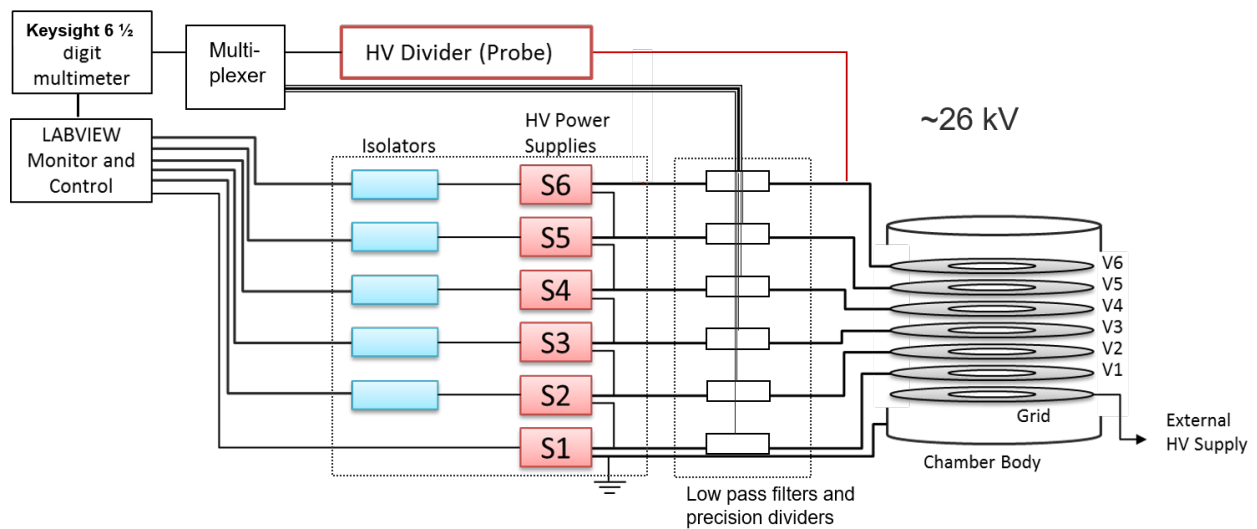 Keysight 6 ½
digit
multimeter
Multi-
plexer
HV Divider (Probe)
~26 kV
LABVIEW
Monitor and
Control
Isolators
HV Power
Supplies
S6
S5
S4
S3
S2
S1
V6
V5
V4
V3
V2
V1
Grid
External
HV Supply
Chamber Body
Low pass filters and
precision dividers